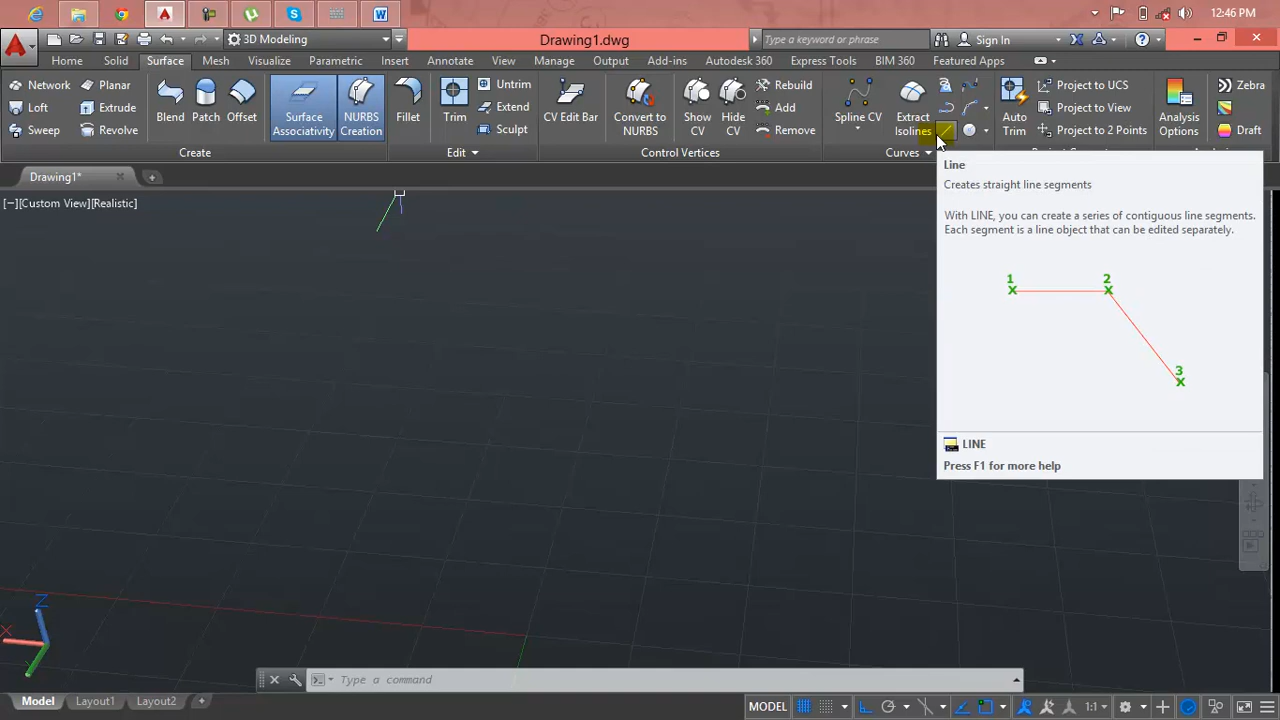 12:46 PM
3D Modeling
Drawing1.dwg
Type a keyword or phrase
Sign In
Home Solid Surface Mesh Visualize Parametric Insert Annotate View Manage Output Add-ins Autodesk 360 Express Tools BIM 360 Featured Apps
Network Planar
Loft Extrude
Sweep Revolve
Blend Patch Offset
Surface Associativity
NURBS Creation
Fillet
Trim
Untrim
Extend
Sculpt
CV Edit Bar
Convert to NURBS
Show CV
Hide CV
Rebuild
Add
Remove
Spline CV
Extract Isolines
Auto Trim
Project to UCS
Project to View
Project to 2 Points
Analysis Options
Zebra
Draft
Create Edit Control Vertices Curves
Drawing1*
[−][Custom View][Realistic]
Line
Creates straight line segments
With LINE, you can create a series of contiguous line segments.
Each segment is a line object that can be edited separately.
1 2
3
LINE
Press F1 for more help
Z
X
Type a command
Model Layout1 Layout2
MODEL
1:1